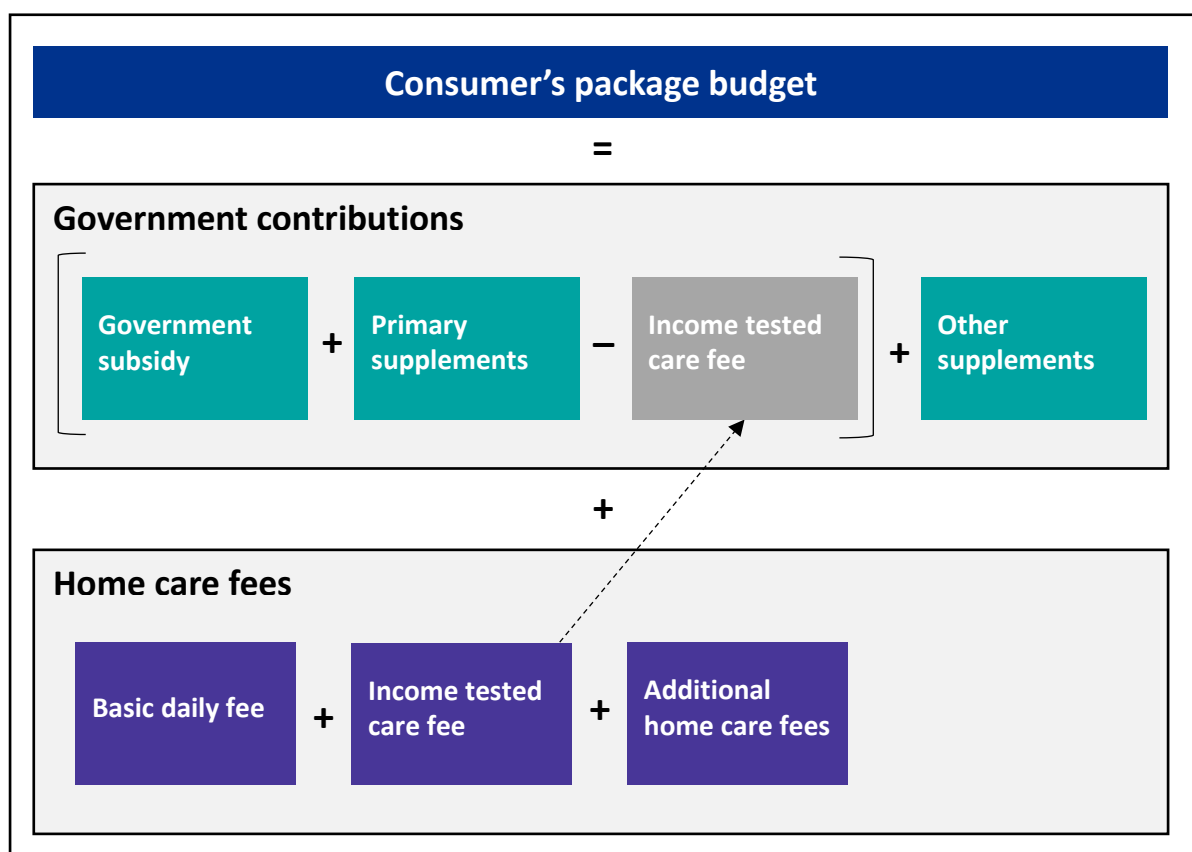 Consumer’s package budget
=
Government contributions
Government
subsidy
+
Primary
supplements
–
Income tested
care fee
+
Other
supplements
+
Home care fees
Basic daily fee
+
Income tested
care fee
+
Additional
home care fees